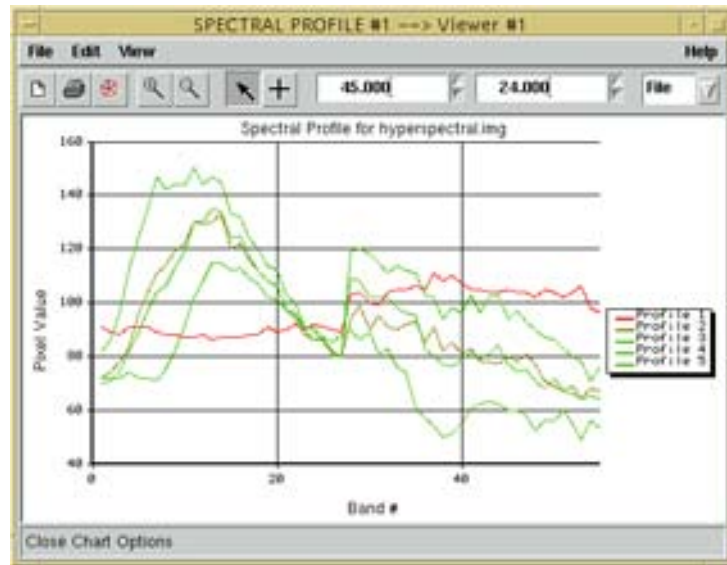 SPECTRAL PROFILE #1 --> Viewer #1
File Edit View Help
45.000 24.000 File
Spectral Profile for hyperspectral.img
160
140
120
100
80
60
40
Pixel Value
0 20 40
Band #
Profile 1
Profile 2
Profile 3
Profile 4
Profile 5
Close Chart Options